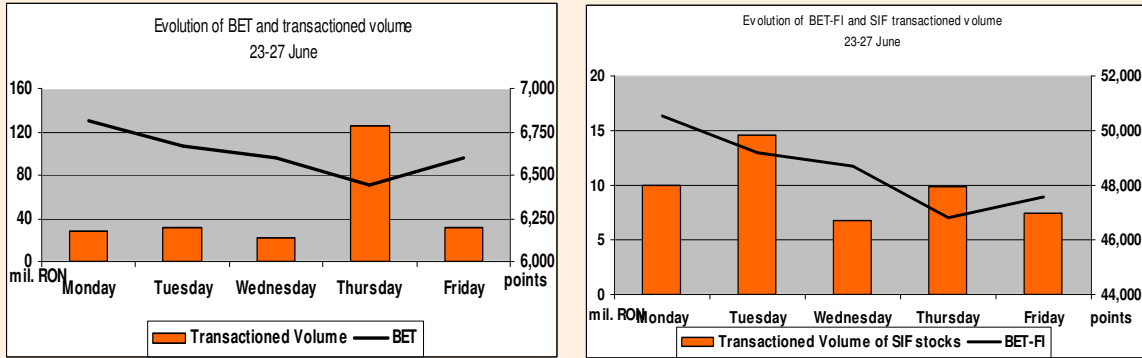 Evolution of BET and transactioned volume
23-27 June
160
120
80
40
0
7,000
6,750
6,500
6,250
6,000
mil. RON
Monday Tuesday Wednesday Thursday Friday
points
Transactioned Volume BET
Evolution of BET-FI and SIF transactioned volume
23-27 June
20
15
10
5
0
52,000
50,000
48,000
46,000
44,000
mil. RON
Monday Tuesday Wednesday Thursday Friday
points
Transactioned Volume of SIF stocks BET-FI